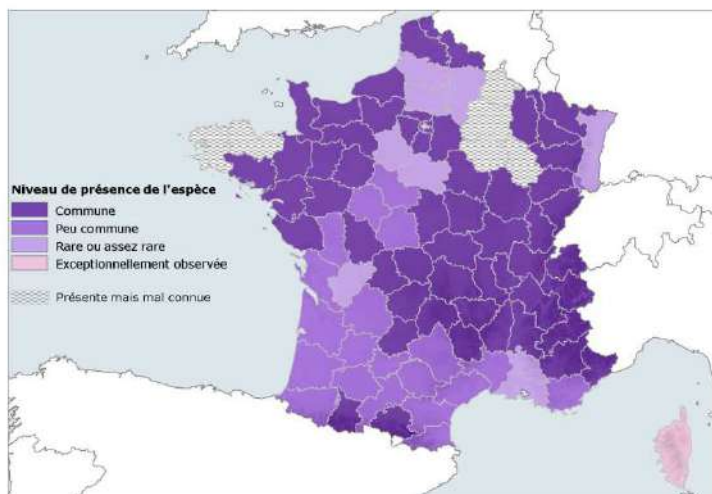 Niveau de présence de l'espèce
Commune
Peu commune
Rare ou assez rare
Exceptionnellement observée
Présente mais mal connue